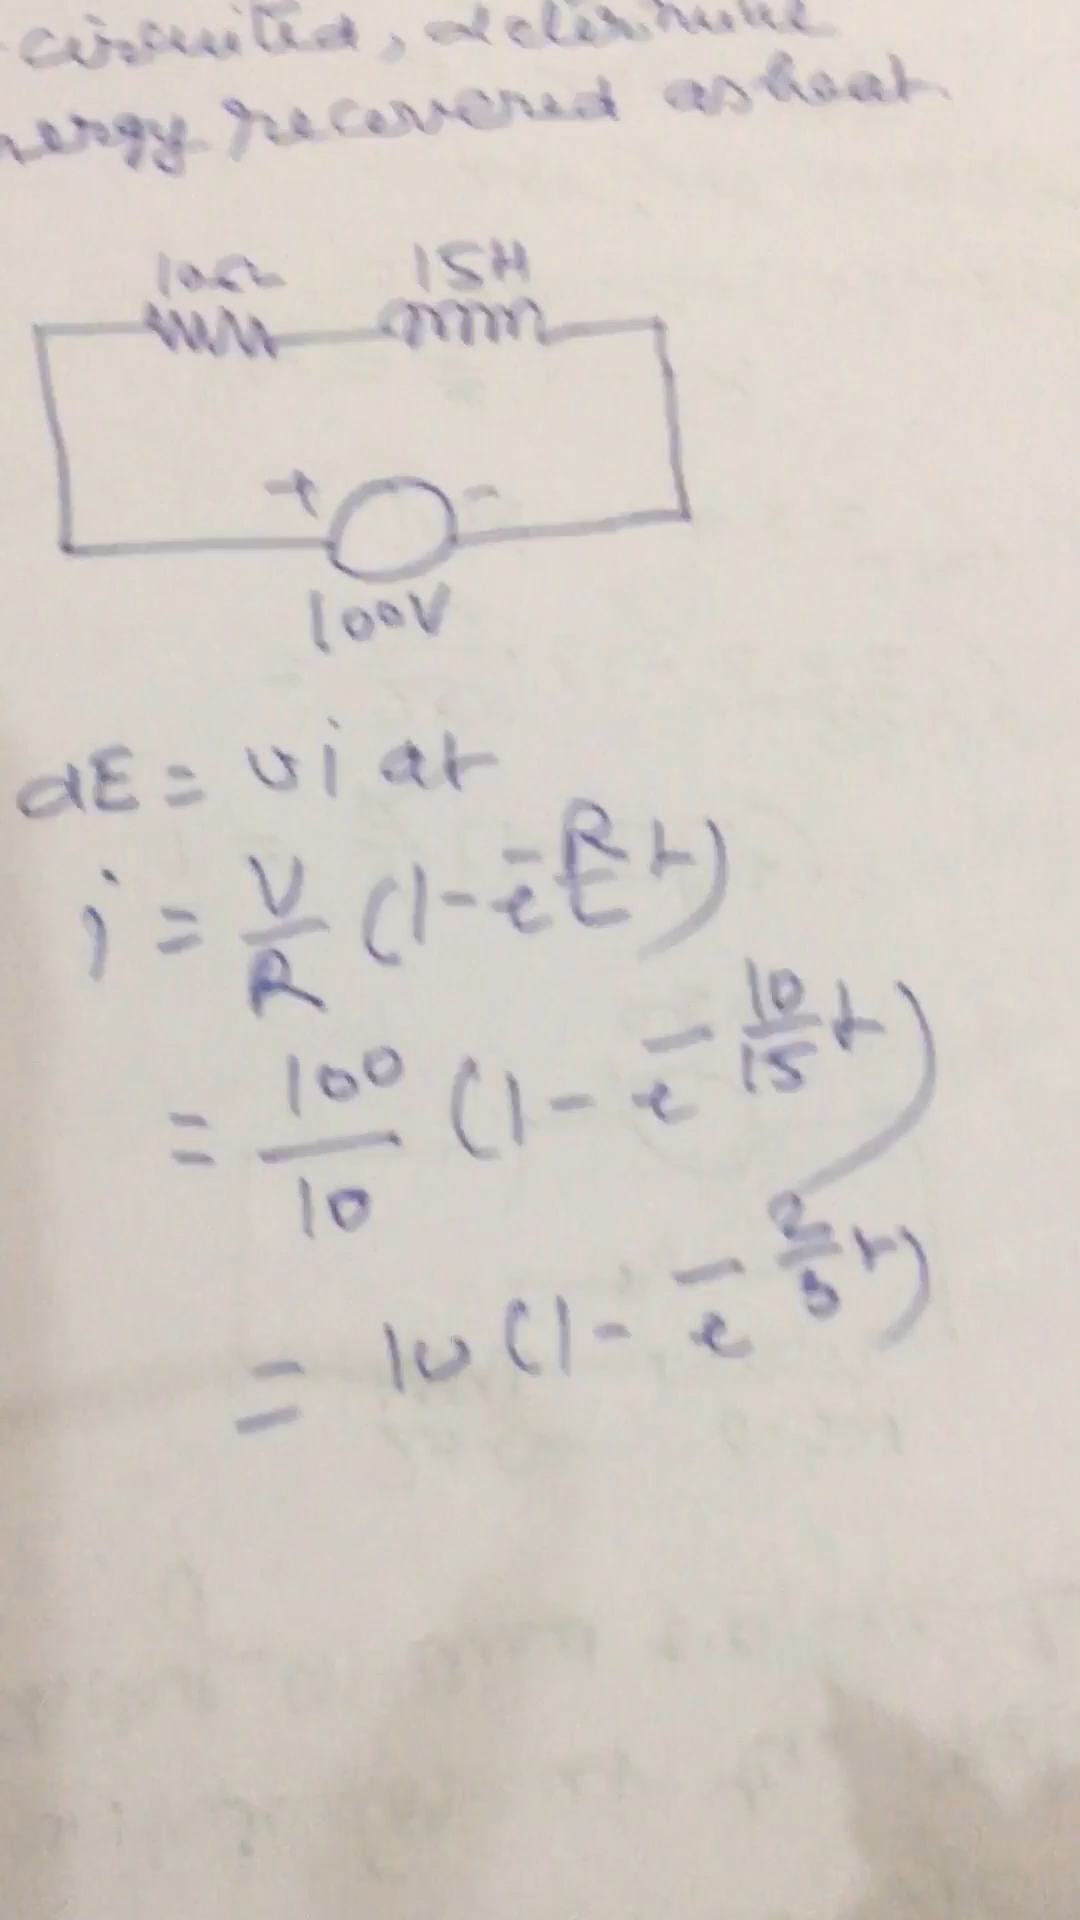 circuited, determine
nergy recovered as heat
10Ω 15H
+ -
100V
dE = vi dt
i = V/R (1 - e^-R/L t)
= 100/10 (1 - e^-10/15 t)
= 10 (1 - e^-2/3 t)